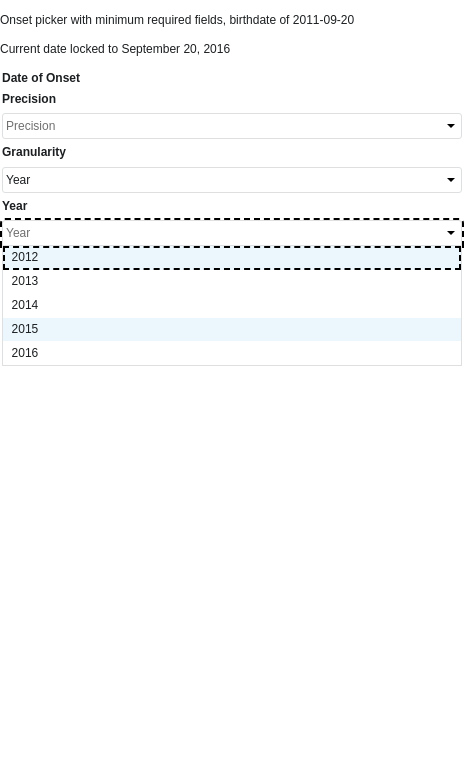 Onset picker with minimum required fields, birthdate of 2011-09-20
Current date locked to September 20, 2016
Date of Onset
Precision
Precision
Granularity
Year
Year
Year
2012
2013
2014
2015
2016